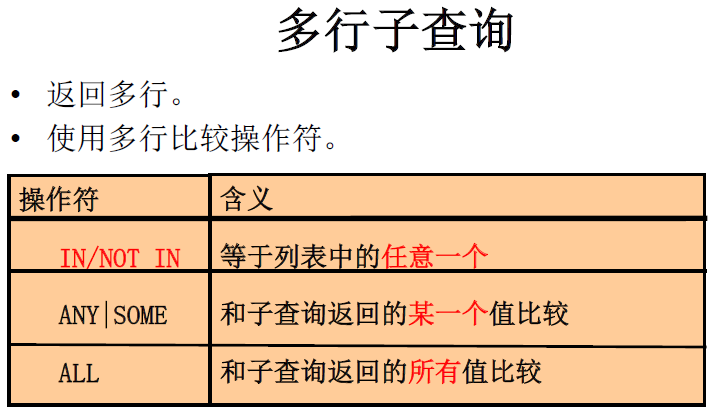 多行子查询
• 返回多行。
• 使用多行比较操作符。
操作符 含义
IN/NOT IN 等于列表中的任意一个
ANY|SOME 和子查询返回的某一个值比较
ALL 和子查询返回的所有值比较